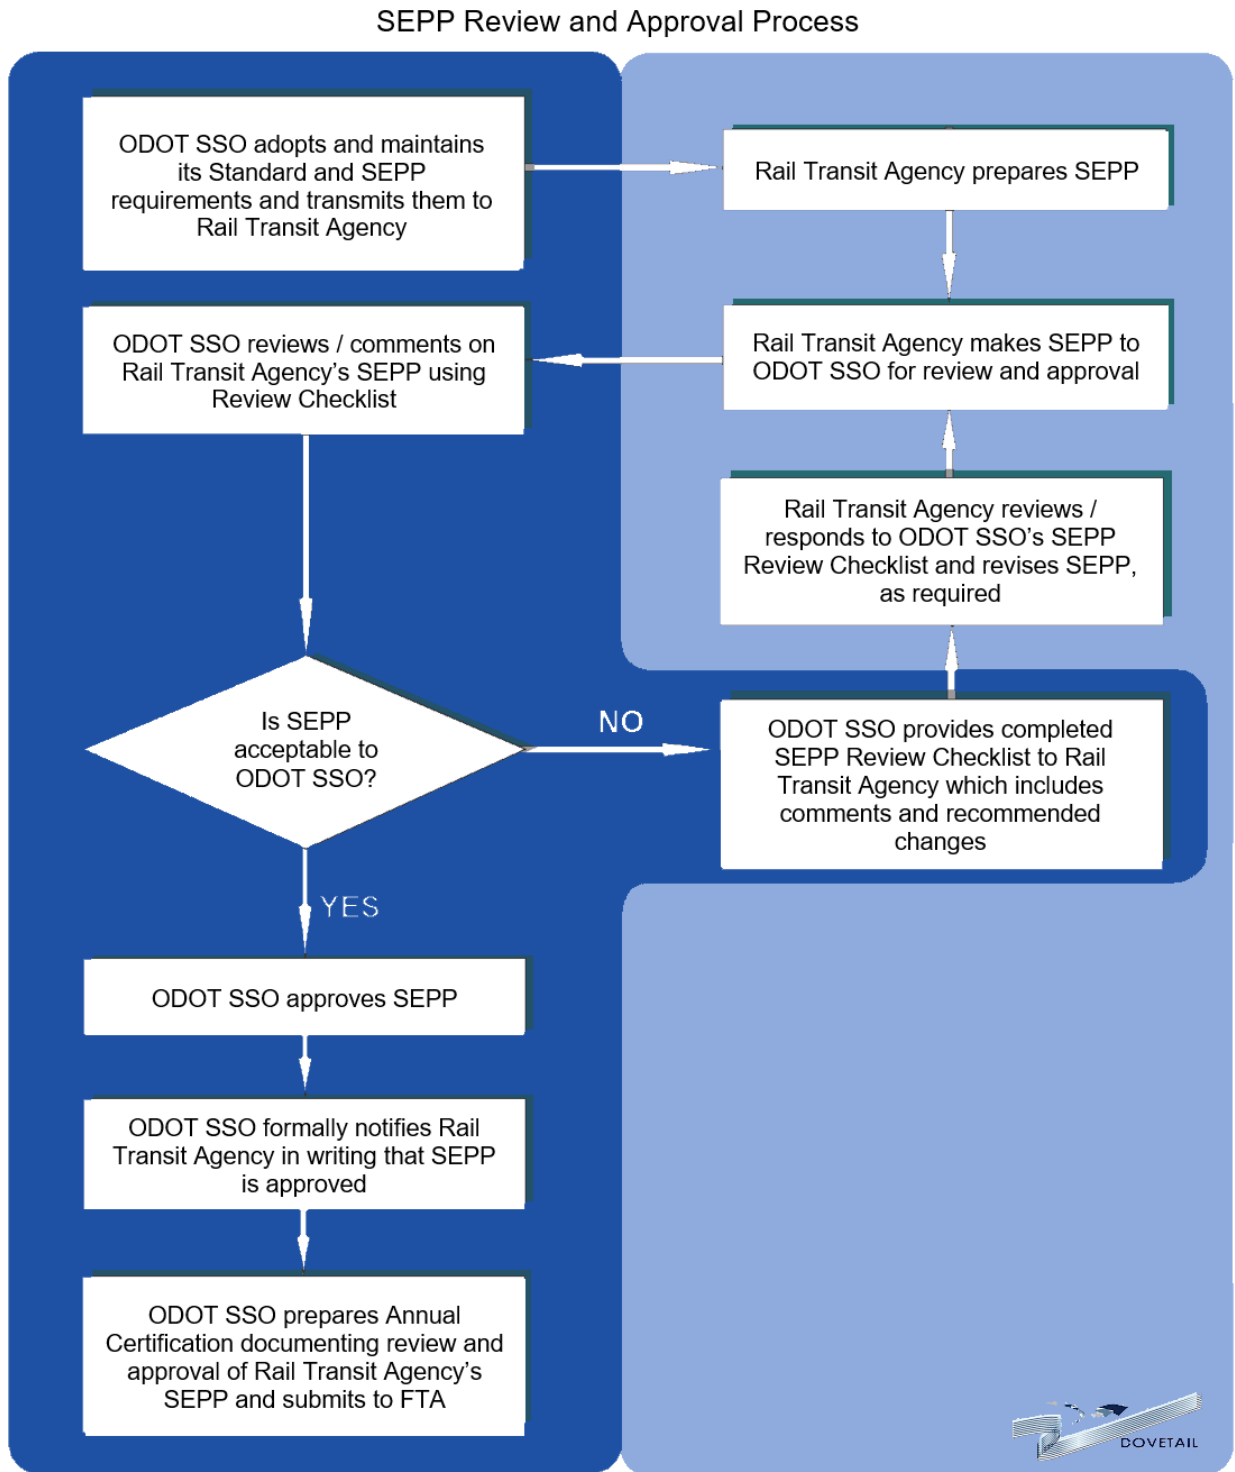 SEPP Review and Approval Process
ODOT SSO adopts and maintains
its Standard and SEPP
requirements and transmits them to
Rail Transit Agency
Rail Transit Agency prepares SEPP
Rail Transit Agency makes SEPP to
ODOT SSO for review and approval
ODOT SSO reviews / comments on
Rail Transit Agency’s SEPP using
Review Checklist
Rail Transit Agency reviews /
responds to ODOT SSO’s SEPP
Review Checklist and revises SEPP,
as required
Is SEPP
acceptable to
ODOT SSO?
NO
ODOT SSO provides completed
SEPP Review Checklist to Rail
Transit Agency which includes
comments and recommended
changes
YES
ODOT SSO approves SEPP
ODOT SSO formally notifies Rail
Transit Agency in writing that SEPP
is approved
ODOT SSO prepares Annual
Certification documenting review and
approval of Rail Transit Agency’s
SEPP and submits to FTA
DOVETAIL